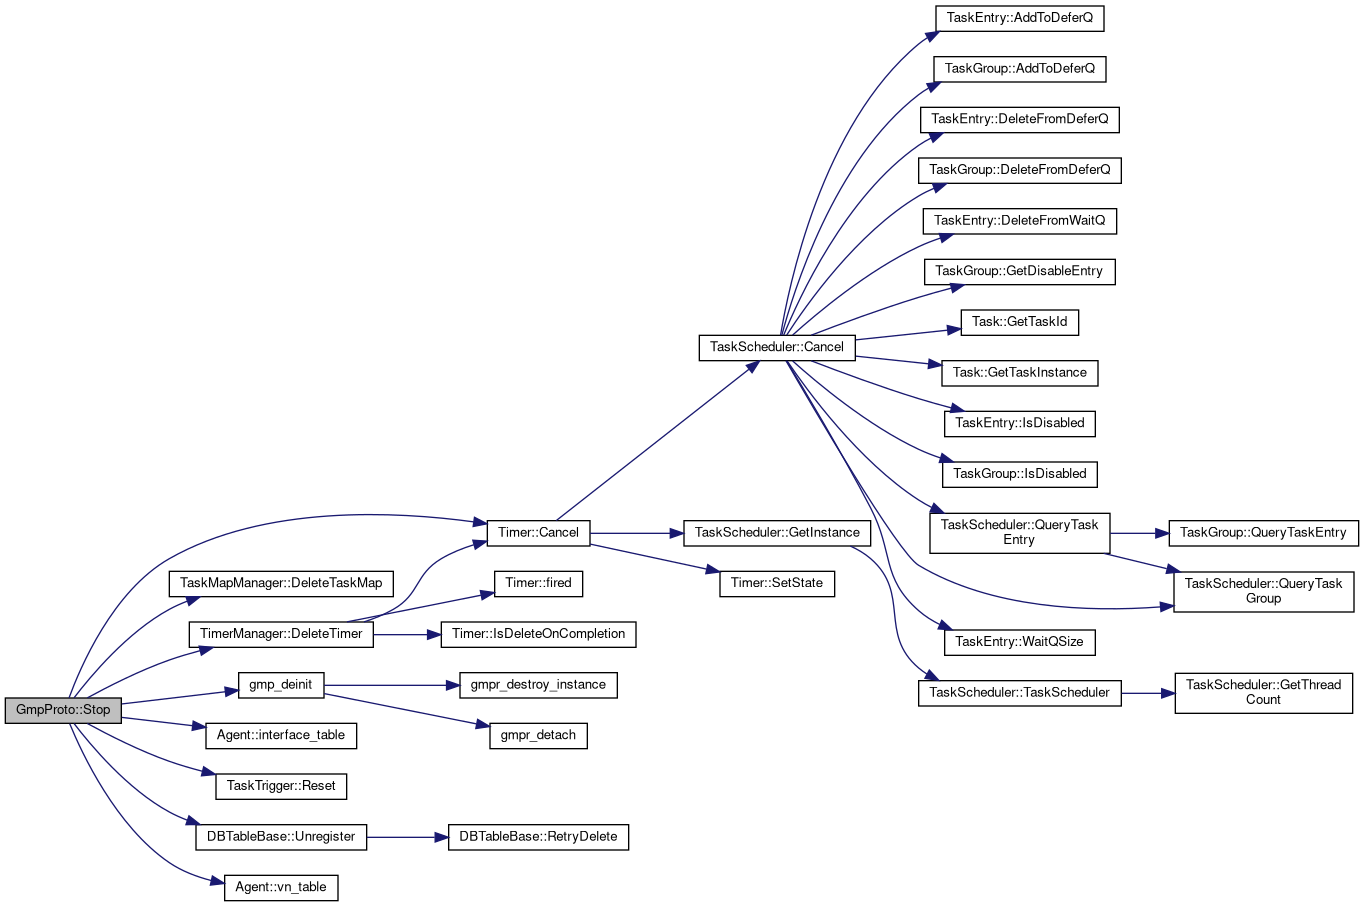 TaskEntry::AddToDeferQ
TaskGroup::AddToDeferQ
TaskEntry::DeleteFromDeferQ
TaskGroup::DeleteFromDeferQ
TaskEntry::DeleteFromWaitQ
TaskGroup::GetDisableEntry
Task::GetTaskId
TaskScheduler::Cancel
Task::GetTaskInstance
TaskEntry::IsDisabled
TaskGroup::IsDisabled
Timer::Cancel
TaskScheduler::GetInstance
TaskScheduler::QueryTask
Entry
TaskGroup::QueryTaskEntry
TaskMapManager::DeleteTaskMap
Timer::fired
Timer::SetState
TaskScheduler::QueryTask
Group
TimerManager::DeleteTimer
Timer::IsDeleteOnCompletion
TaskEntry::WaitQSize
gmp_deinit
gmpr_destroy_instance
TaskScheduler::TaskScheduler
TaskScheduler::GetThread
Count
GmpProto::Stop
Agent::interface_table
gmpr_detach
TaskTrigger::Reset
DBTableBase::Unregister
DBTableBase::RetryDelete
Agent::vn_table